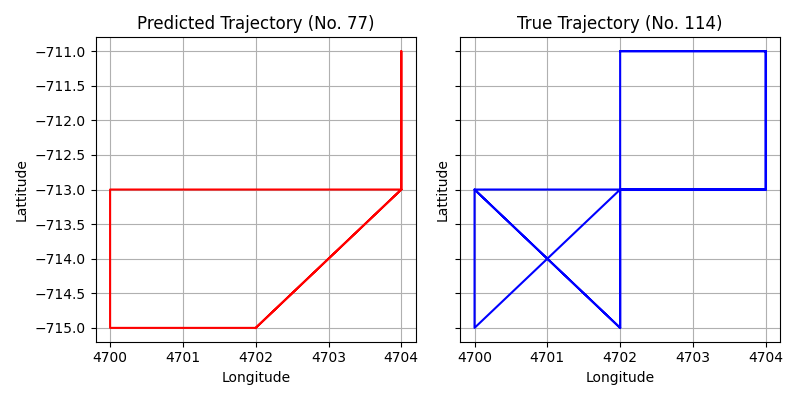 Predicted Trajectory (No. 77)
True Trajectory (No. 114)
Lattitude
−711.0
−711.5
−712.0
−712.5
−713.0
−713.5
−714.0
−714.5
−715.0
4700 4701 4702 4703 4704
Longitude
Lattitude
4700 4701 4702 4703 4704
Longitude